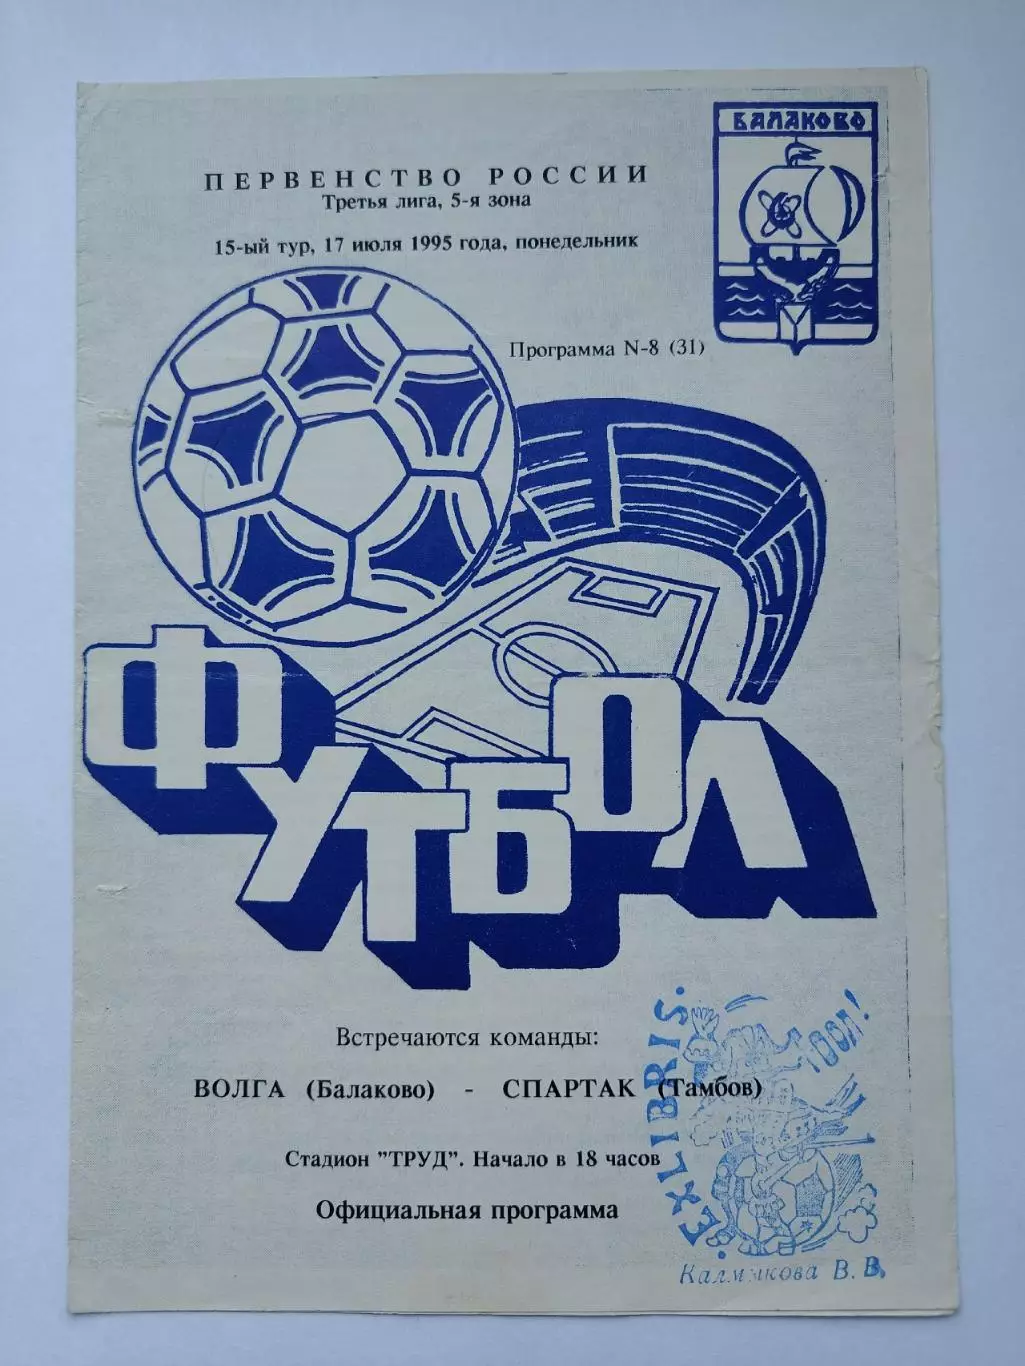 БАЛАКОВО
ПЕРВЕНСТВО РОССИИ
Третья лига, 5-я зона
15-ый тур, 17 июля 1995 года, понедельник
Программа N-8 (31)
ФУТБОЛ
Встречаются команды:
ВОЛГА (Балаково) - СПАРТАК (Тамбов)
Стадион "ТРУД". Начало в 18 часов
Официальная программа
EXLIBRIS.
ГООЛ!
Калмыкова В. В.